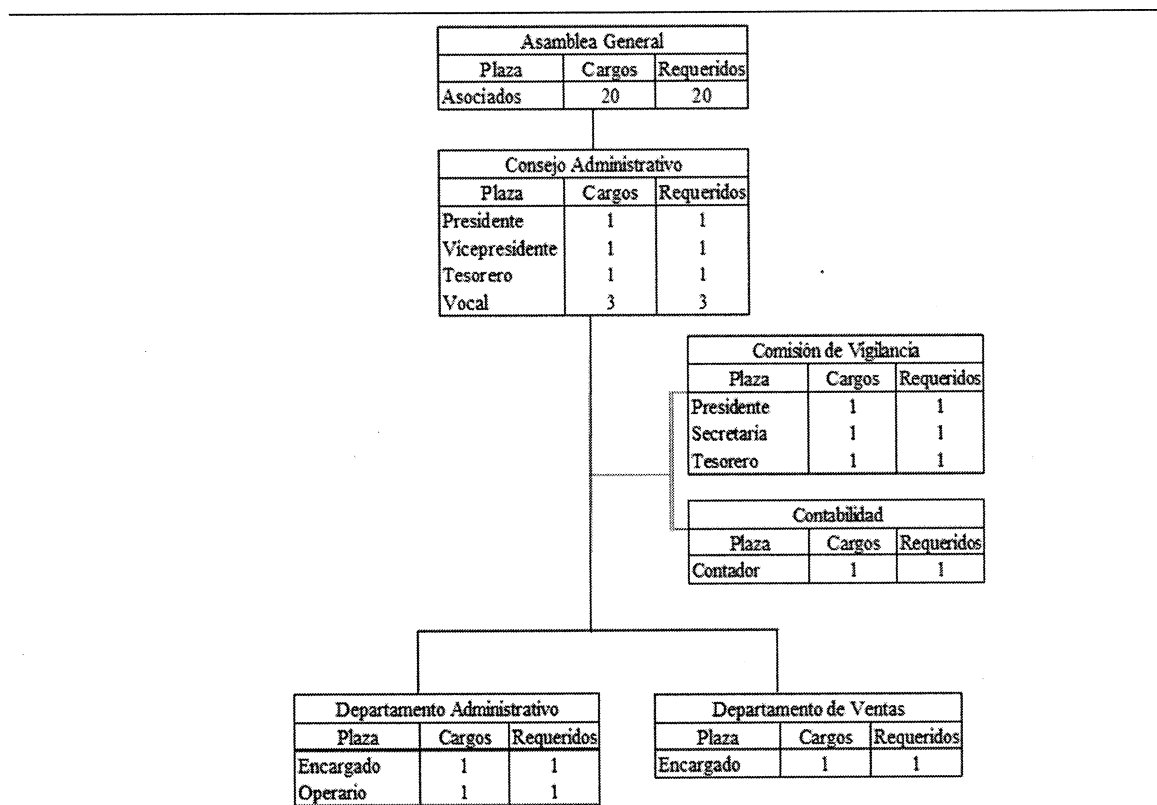 Asamblea General
Plaza Cargos Requeridos
Asociados 20 20
Consejo Administrativo
Plaza Cargos Requeridos
Presidente 1 1
Vicepresidente 1 1
Tesorero 1 1
Vocal 3 3
Comisión de Vigilancia
Plaza Cargos Requeridos
Presidente 1 1
Secretaria 1 1
Tesorero 1 1
Contabilidad
Plaza Cargos Requeridos
Contador 1 1
Departamento Administrativo
Plaza Cargos Requeridos
Encargado 1 1
Operario 1 1
Departamento de Ventas
Plaza Cargos Requeridos
Encargado 1 1